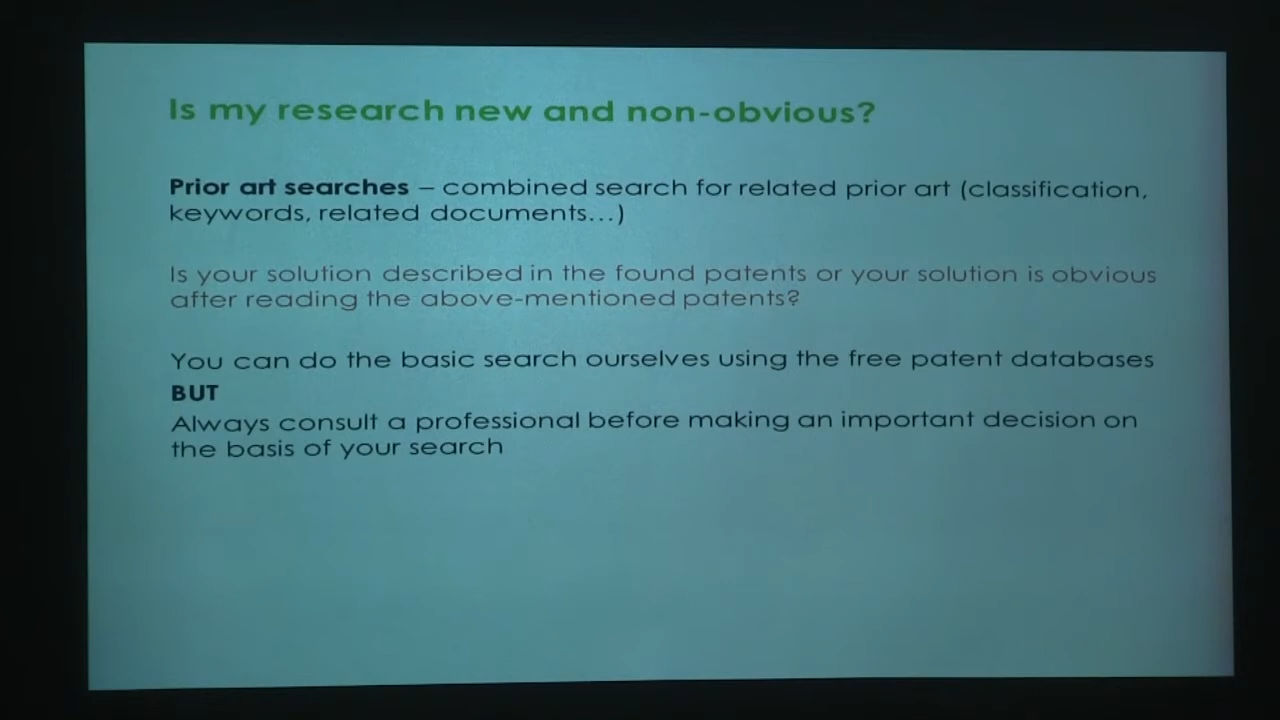 Is my research new and non-obvious?
Prior art searches – combined search for related prior art (classification,
keywords, related documents...)
Is your solution described in the found patents or your solution is obvious
after reading the above-mentioned patents?
You can do the basic search ourselves using the free patent databases
BUT
Always consult a professional before making an important decision on
the basis of your search